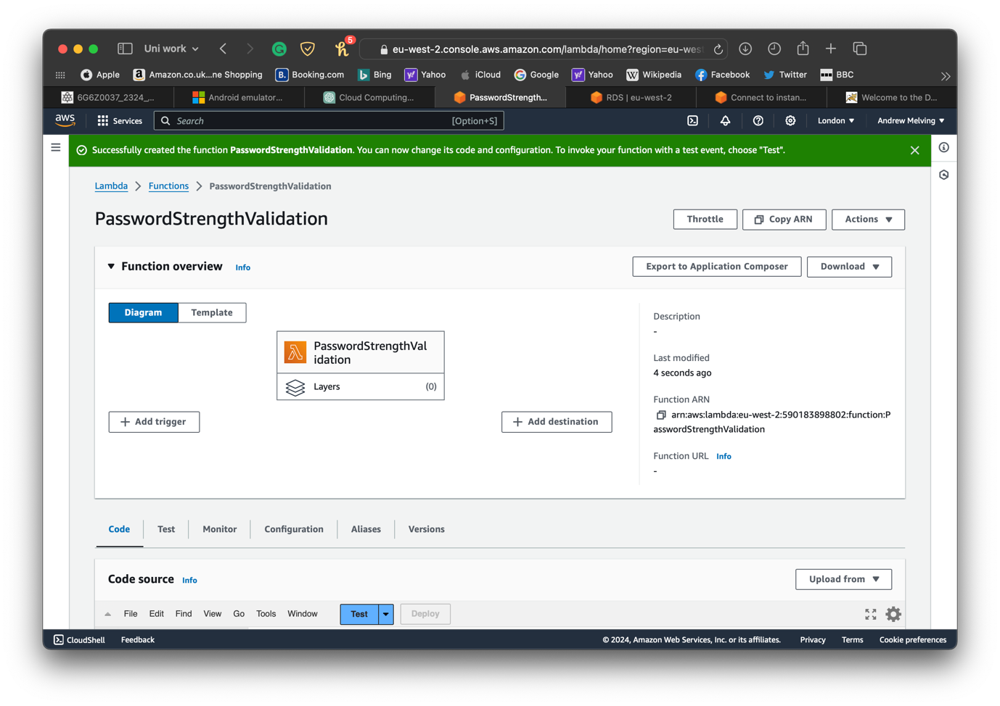 Uni work
5
eu-west-2.console.aws.amazon.com/lambda/home?region=eu-wes
Apple
Amazon.co.uk...ne Shopping
Booking.com
Bing
Yahoo
iCloud
Google
Yahoo
Wikipedia
Facebook
Twitter
BBC
6G6Z0037_2324_...
Android emulator...
Cloud Computing...
PasswordStrength...
RDS | eu-west-2
Connect to instan...
Welcome to the D...
aws
Services
Search
[Option+S]
London
Andrew Melving
Successfully created the function PasswordStrengthValidation. You can now change its code and configuration. To invoke your function with a test event, choose "Test".
Lambda
Functions
PasswordStrengthValidation
PasswordStrengthValidation
Throttle
Copy ARN
Actions
Function overview
Info
Export to Application Composer
Download
Diagram
Template
PasswordStrengthVal
idation
Layers
(0)
Add trigger
Add destination
Description
-
Last modified
4 seconds ago
Function ARN
arn:aws:lambda:eu-west-2:590183898802:function:P
asswordStrengthValidation
Function URL
Info
-
Code
Test
Monitor
Configuration
Aliases
Versions
Code source
Info
Upload from
File
Edit
Find
View
Go
Tools
Window
Test
Deploy
CloudShell
Feedback
© 2024, Amazon Web Services, Inc. or its affiliates.
Privacy
Terms
Cookie preferences